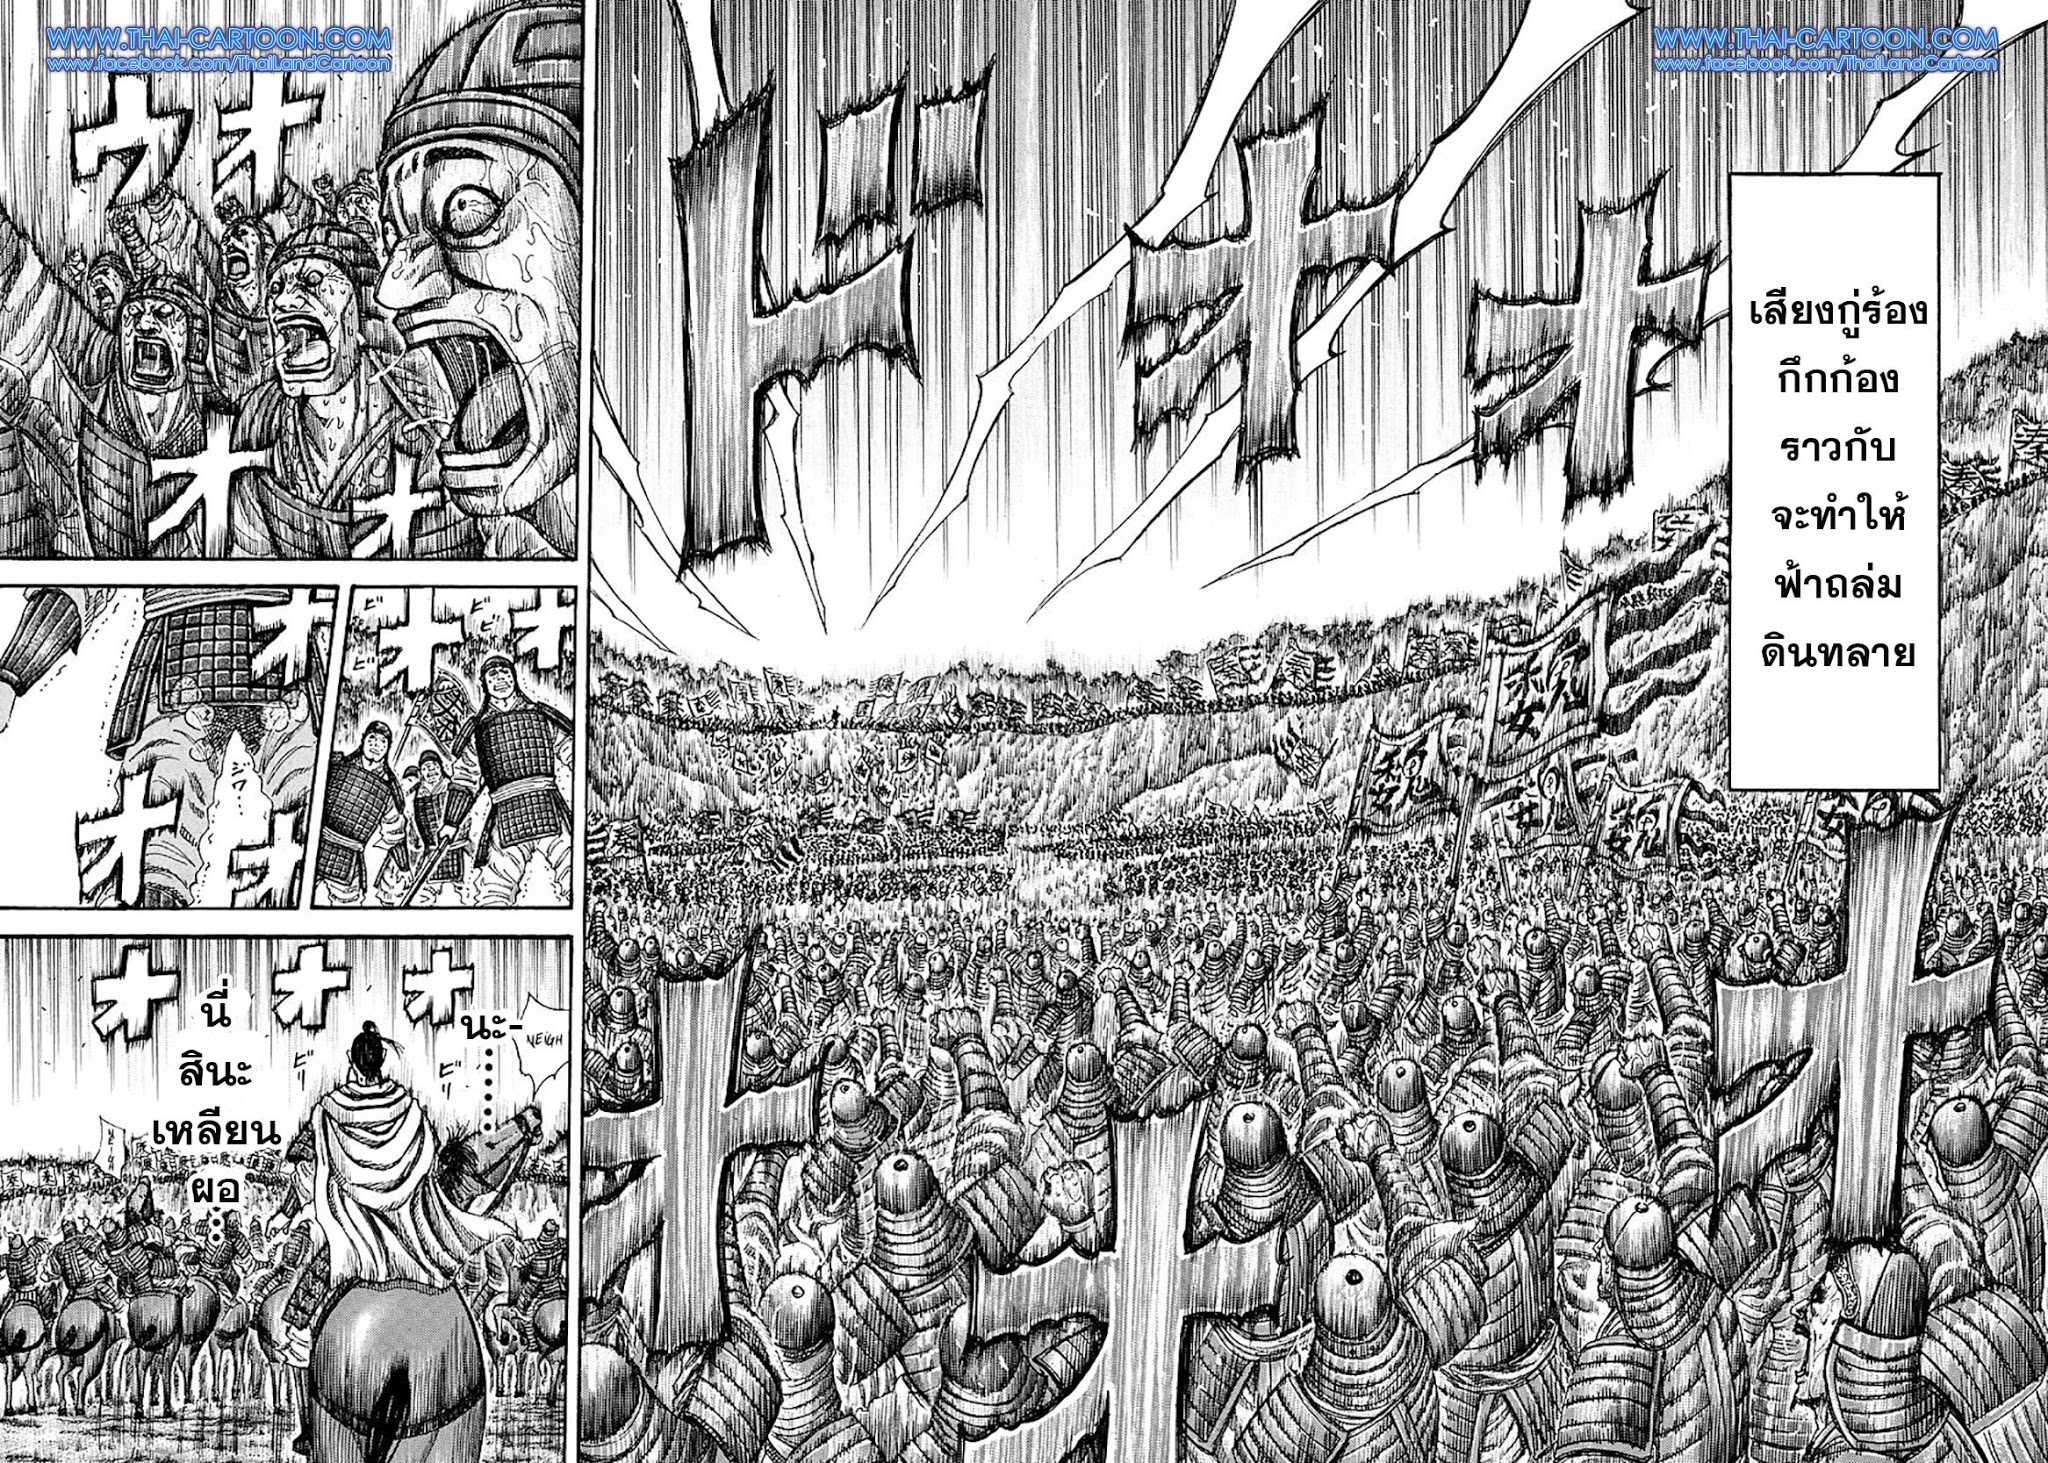 WWW.THAI-CARTOON.COM
www.facebook.com/ThaiLandCartoon
WWW.THAI-CARTOON.COM
www.facebook.com/ThaiLandCartoon
ドオオ
เสียงกู่ร้อง
กึกก้อง
ราวกับ
จะทำให้
ฟ้าถล่ม
ดินทลาย
オオオ
ウオ
オオ
オオオ
ビ
ビ
オ
オオ
オオオ
นะ-
NEIGH
นี่
สินะ
เหลียน
ผอ